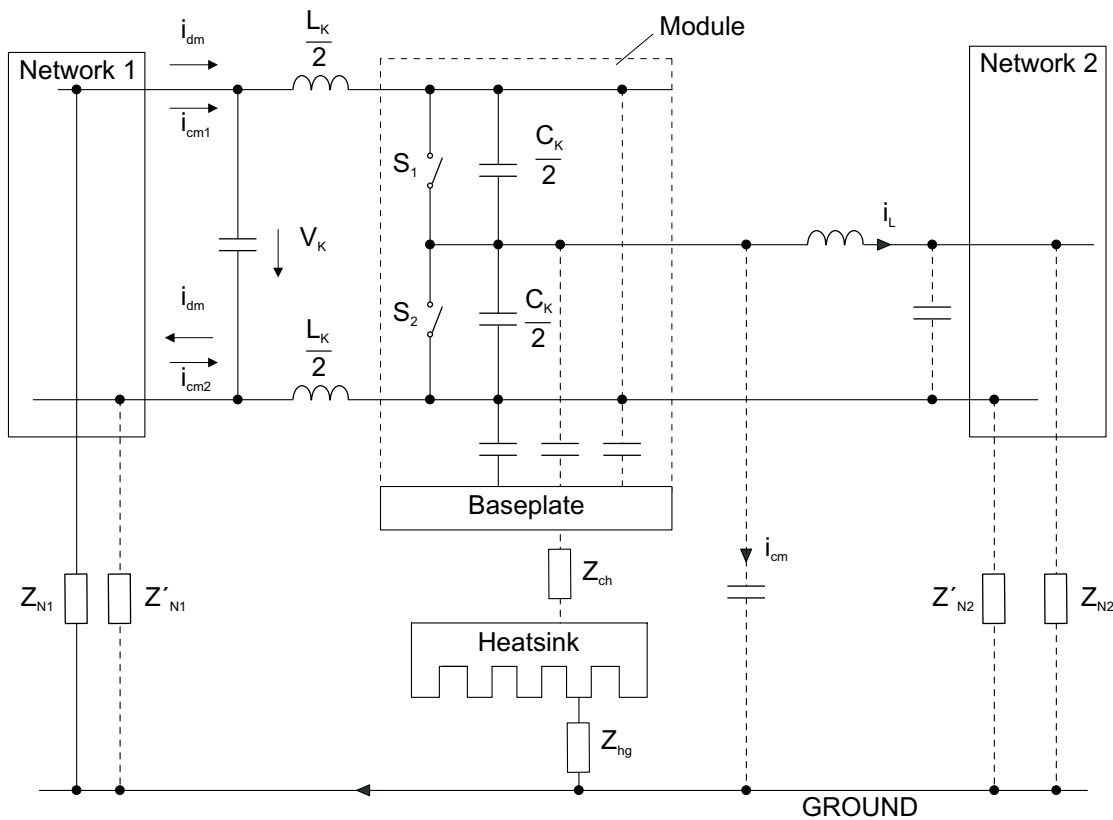 Module
Network 1
Network 2
i_dm
i_cm1
L_K
2
S_1
C_K
2
V_K
i_L
i_dm
i_cm2
L_K
2
S_2
C_K
2
Baseplate
Z_N1
Z´_N1
Z_ch
i_cm
Z´_N2
Z_N2
Heatsink
Z_hg
GROUND